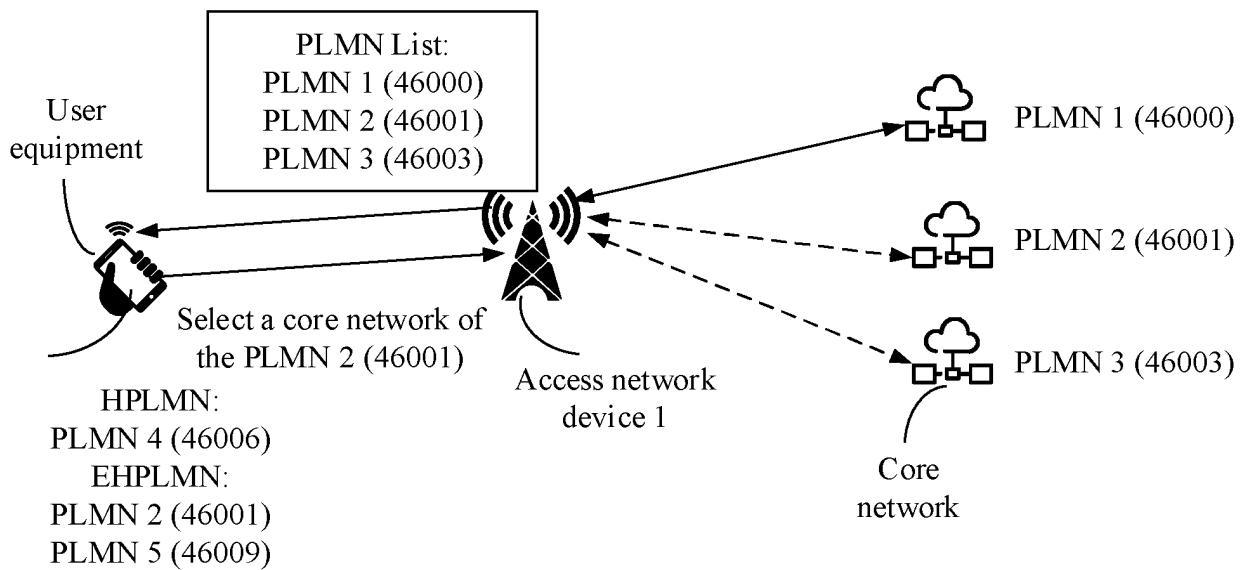 PLMN List:
PLMN 1 (46000)
PLMN 2 (46001)
PLMN 3 (46003)
User
equipment
PLMN 1 (46000)
PLMN 2 (46001)
PLMN 3 (46003)
Select a core network of
the PLMN 2 (46001)
Access network
device 1
HPLMN:
PLMN 4 (46006)
EHPLMN:
PLMN 2 (46001)
PLMN 5 (46009)
Core
network